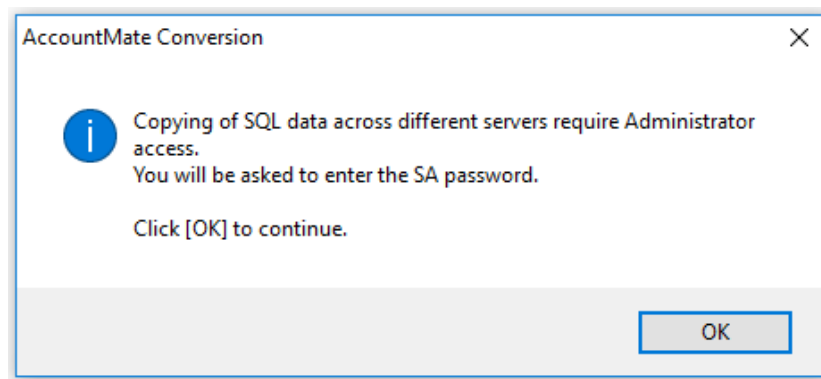 AccountMate Conversion
Copying of SQL data across different servers require Administrator
access.
You will be asked to enter the SA password.
Click [OK] to continue.
OK